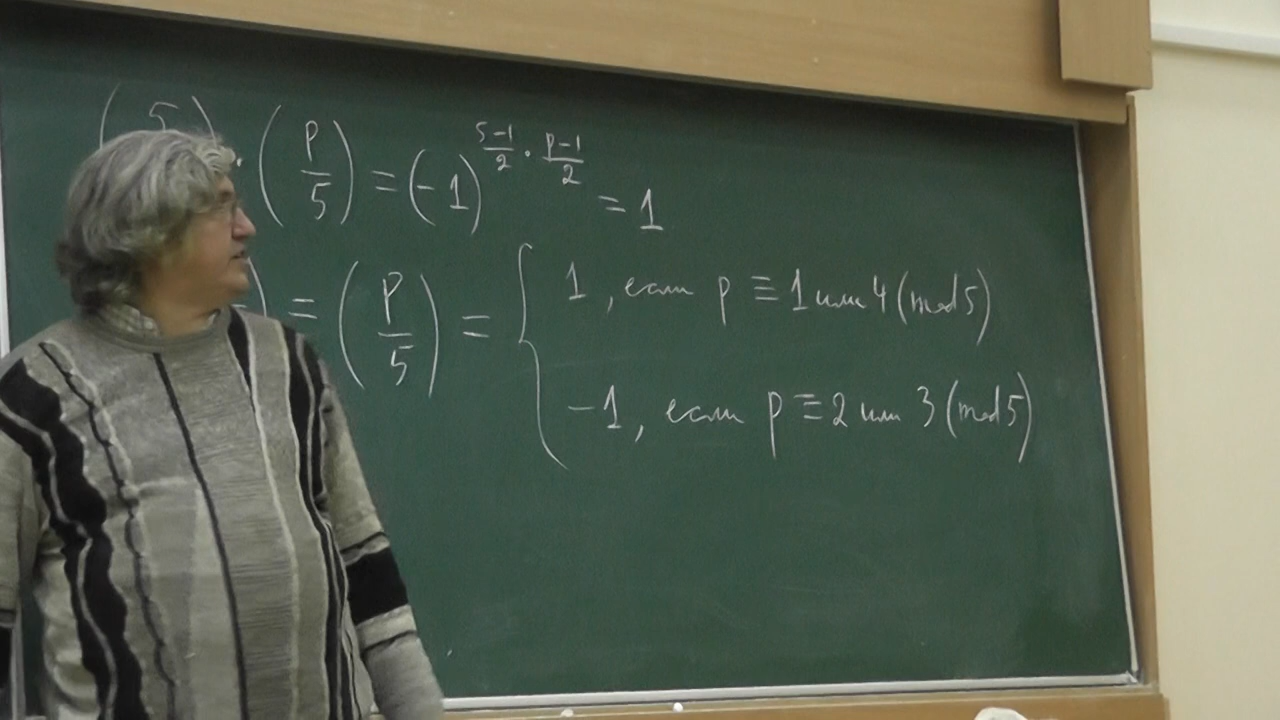 (5) · (p/5) = (-1)^{5-1/2 · p-1/2} = 1
) = (p/5) = { 1, если p ≡ 1 или 4 (mod 5)
-1, если p ≡ 2 или 3 (mod 5)